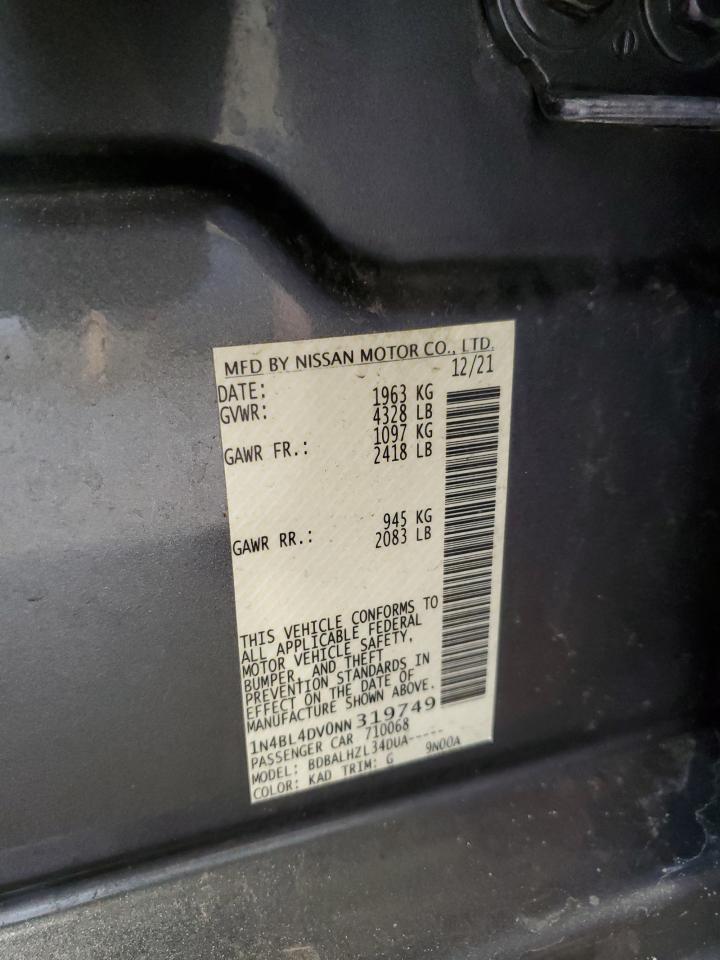 MFD BY NISSAN MOTOR CO., LTD.
DATE: 12/21
GVWR: 1963 KG
4328 LB
GAWR FR.: 1097 KG
2418 LB
GAWR RR.: 945 KG
2083 LB
THIS VEHICLE CONFORMS TO
ALL APPLICABLE FEDERAL
MOTOR VEHICLE SAFETY,
BUMPER, AND THEFT
PREVENTION STANDARDS IN
EFFECT ON THE DATE OF
MANUFACTURE SHOWN ABOVE.
1N4BL4DV0NN319749
PASSENGER CAR 710068
MODEL: BDBALHZL34DUA-----
COLOR: KAD TRIM: G 9N00A